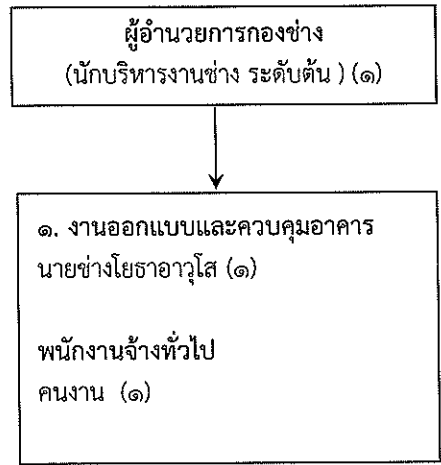 ผู้อำนวยการกองช่าง
(นักบริหารงานช่าง ระดับต้น ) (๑)
๑. งานออกแบบและควบคุมอาคาร
นายช่างโยธาอาวุโส (๑)
พนักงานจ้างทั่วไป
คนงาน (๑)